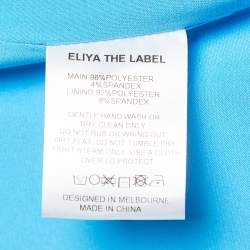 ELIYA THE LABEL
MAIN 96%POLYESTER
4%SPANDEX
LINING 92%POLYESTER
8%SPANDEX
GENTLE HAND WASH OR
DRY CLEAN ONLY
DO NOT RUB OR WRING OUT
DRY FLAT DO NOT TUMBLE DRY
LIGHT STEAM ONLY USE A CLOTH
OVER PRESS ONLY
DESIGNED IN MELBOURNE
MADE IN CHINA